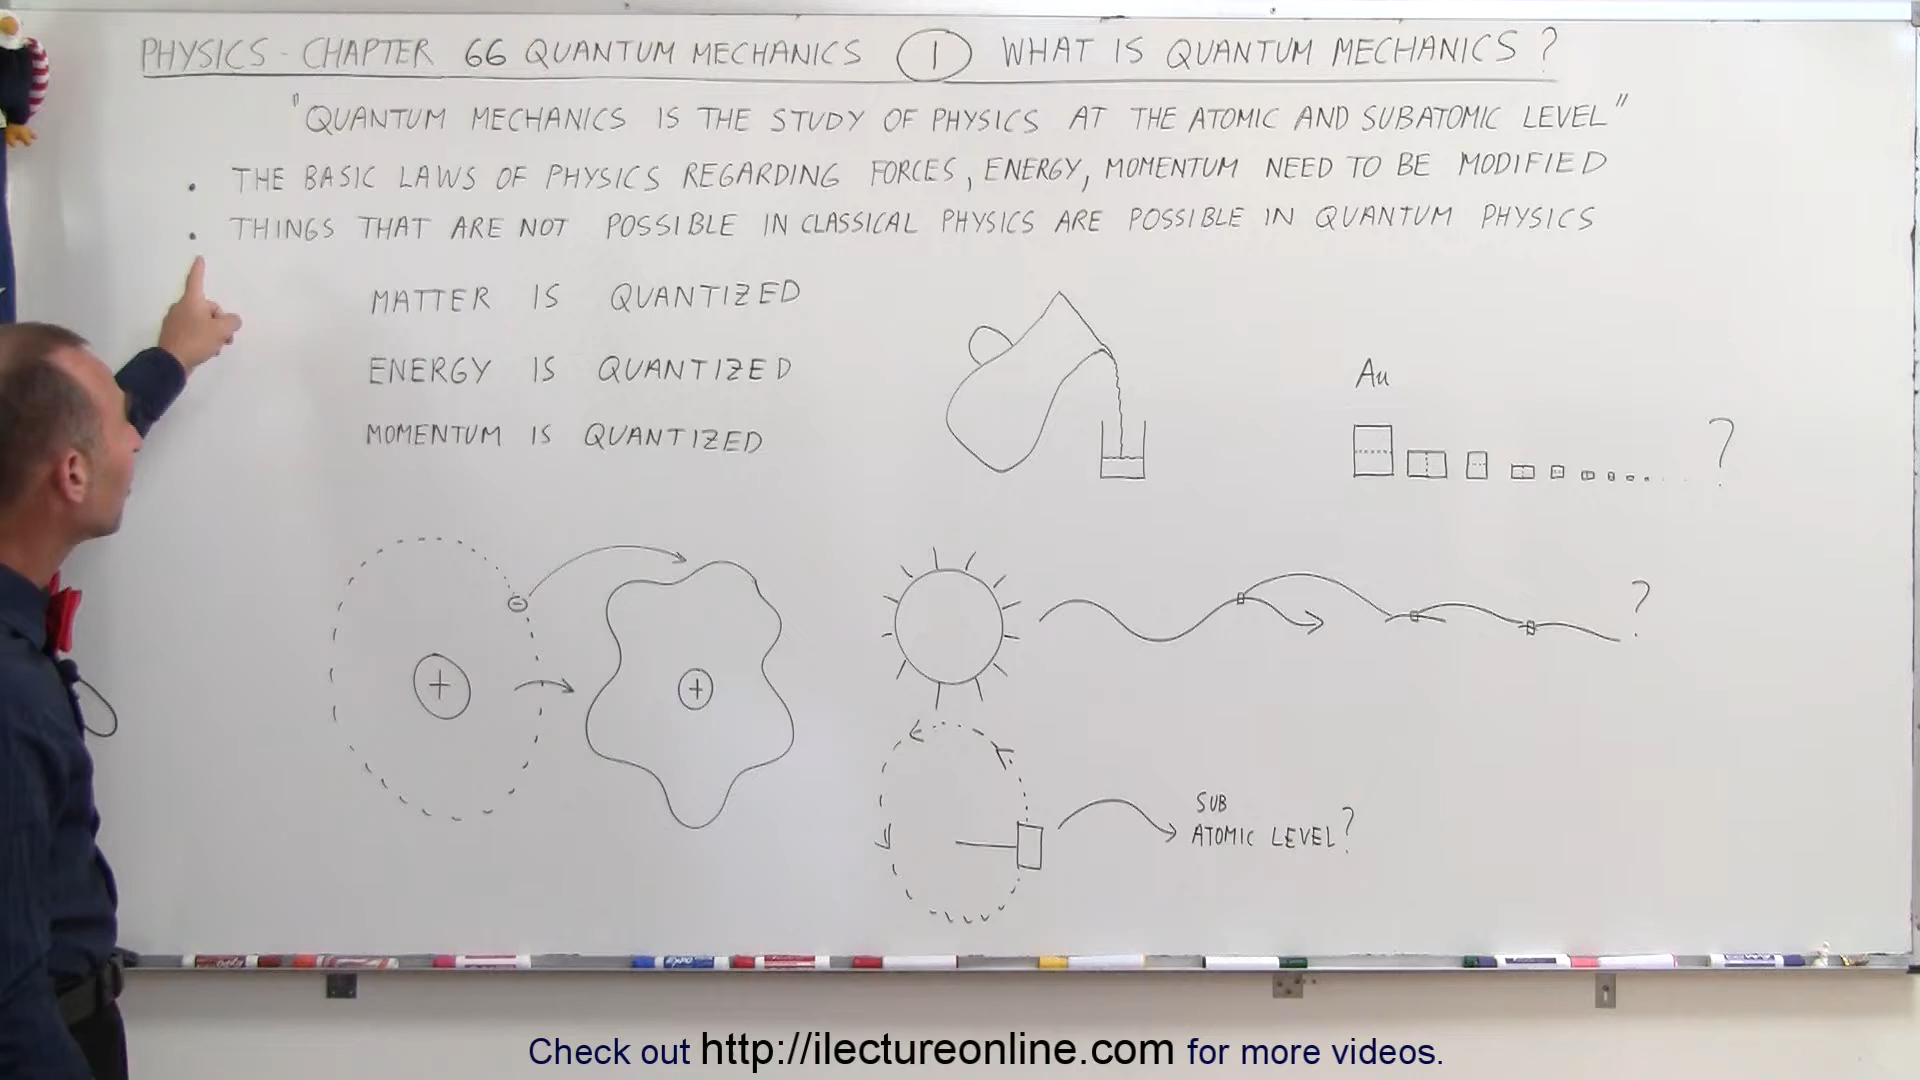 PHYSICS - CHAPTER 66 QUANTUM MECHANICS 1 WHAT IS QUANTUM MECHANICS?
"QUANTUM MECHANICS IS THE STUDY OF PHYSICS AT THE ATOMIC AND SUBATOMIC LEVEL"
• THE BASIC LAWS OF PHYSICS REGARDING FORCES, ENERGY, MOMENTUM NEED TO BE MODIFIED
• THINGS THAT ARE NOT POSSIBLE IN CLASSICAL PHYSICS ARE POSSIBLE IN QUANTUM PHYSICS
MATTER IS QUANTIZED
ENERGY IS QUANTIZED
MOMENTUM IS QUANTIZED
Au
?
-
+
+
?
SUB
ATOMIC LEVEL?
Check out http://ilectureonline.com for more videos.